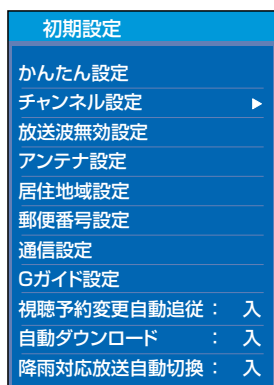 初期設定
かんたん設定
チャンネル設定 ▶
放送波無効設定
アンテナ設定
居住地域設定
郵便番号設定
通信設定
Gガイド設定
視聴予約変更自動追従： 入
自動ダウンロード ： 入
降雨対応放送自動切換： 入